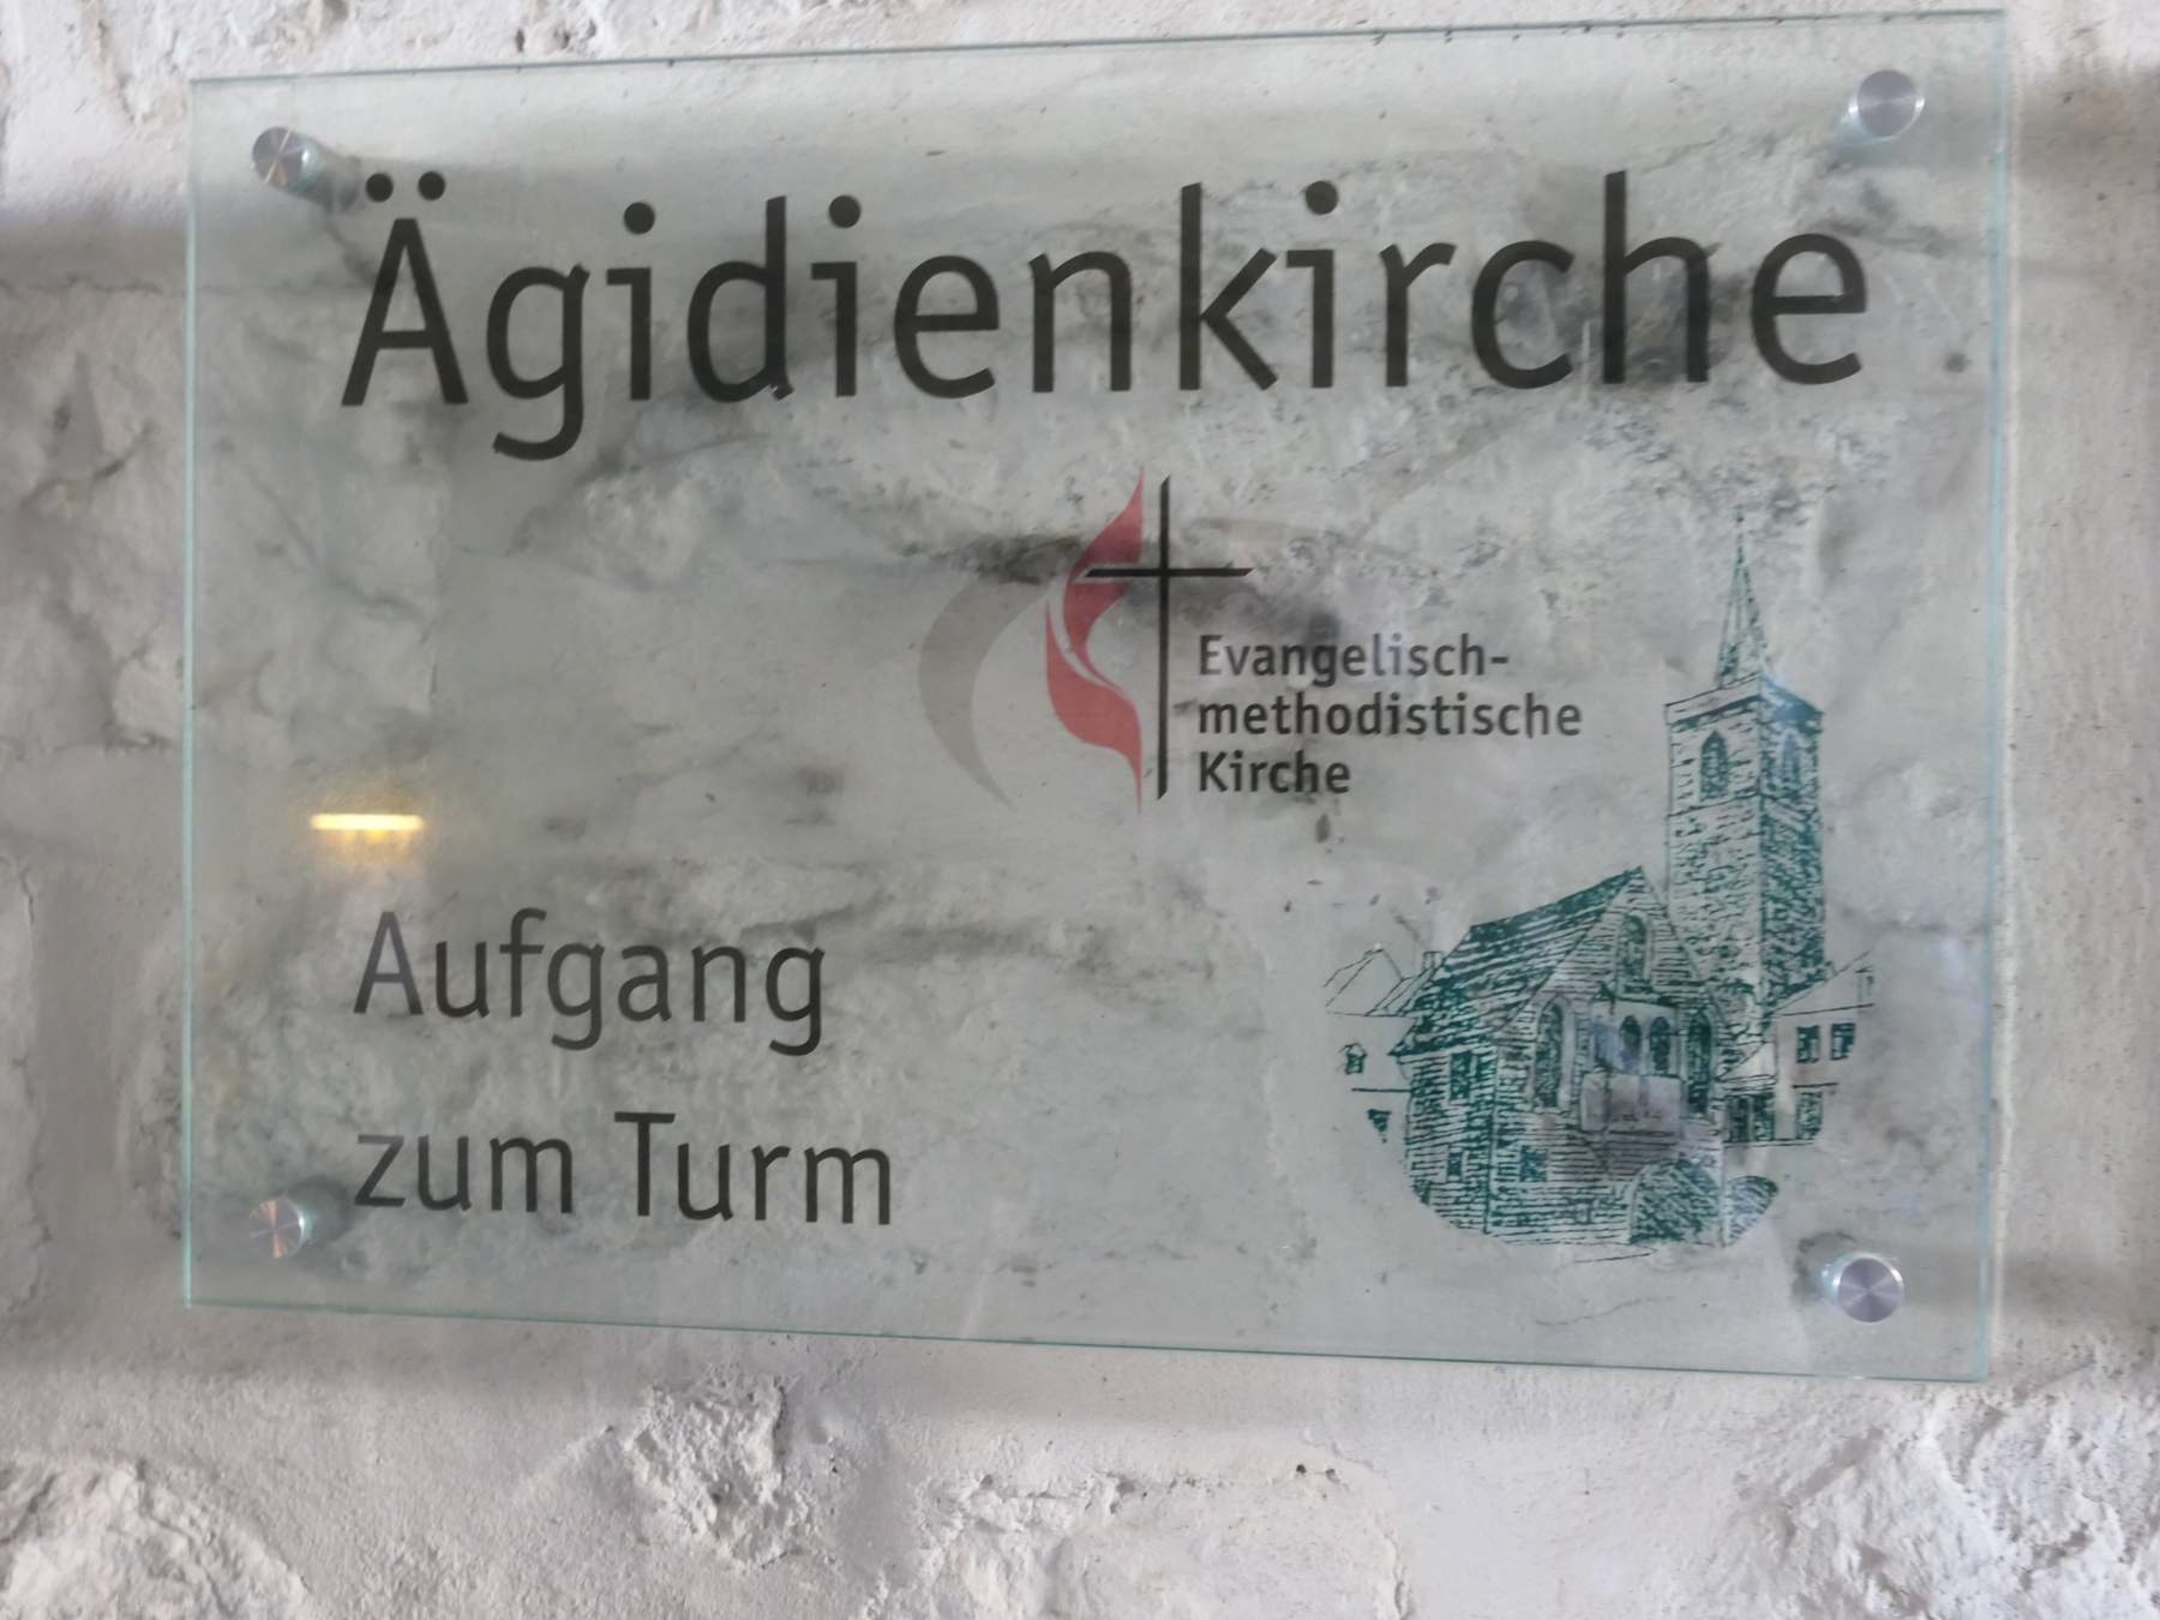 Ägidienkirche
Evangelisch-
methodistische
Kirche
Aufgang
zum Turm